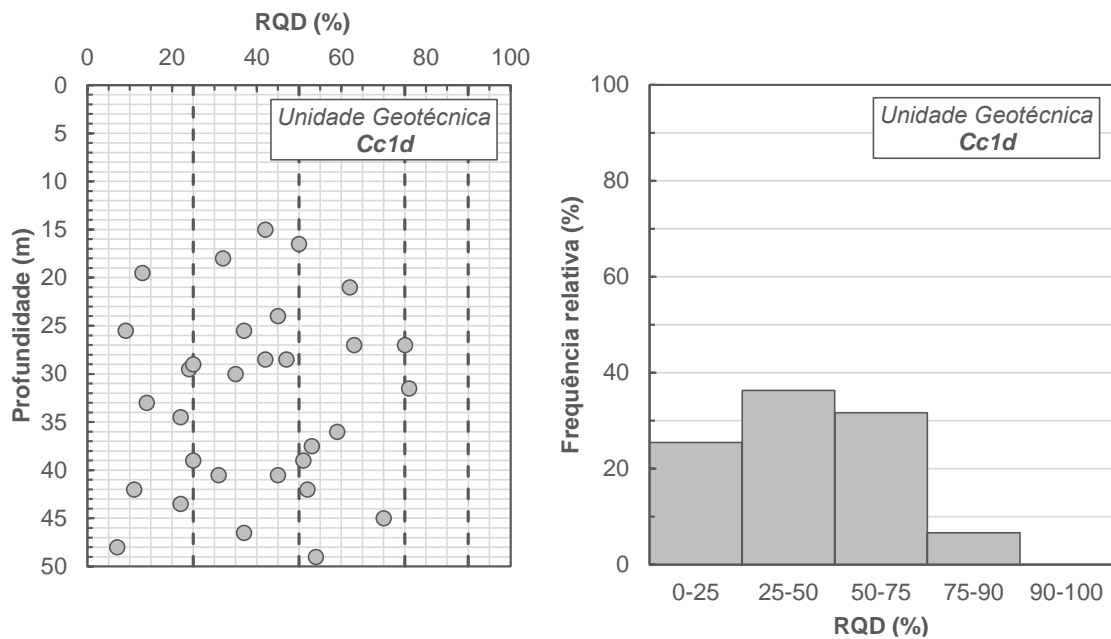 RQD (%)
0 20 40 60 80 100
0
5
10
15
20
25
30
35
40
45
50
Profundidade (m)
Unidade Geotécnica
Cc1d
100
80
60
40
20
0
Frequência relativa (%)
Unidade Geotécnica
Cc1d
0-25 25-50 50-75 75-90 90-100
RQD (%)